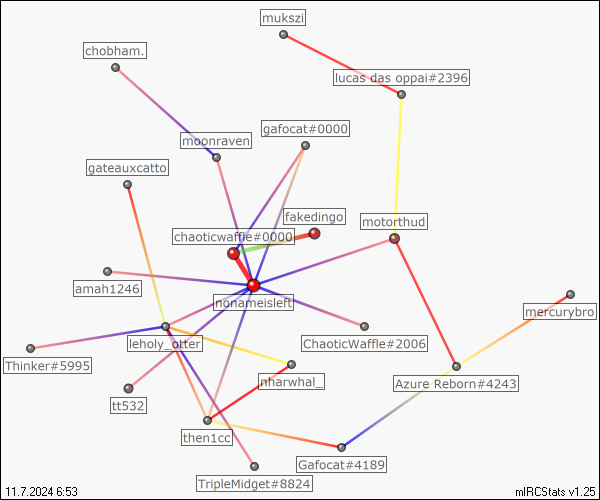 mukszi
chobham.
lucas das oppai#2396
gafocat#0000
moonraven
gateauxcatto
fakedingo
motorthud
chaoticwaffle#0000
amah1246
nonameisleft
mercurybro
leholy_otter
ChaoticWaffle#2006
Thinker#5995
nharwhal_
Azure Reborn#4243
tt532
then1cc
Gafocat#4189
TripleMidget#8824
11.7.2024 6:53
mIRCStats v1.25